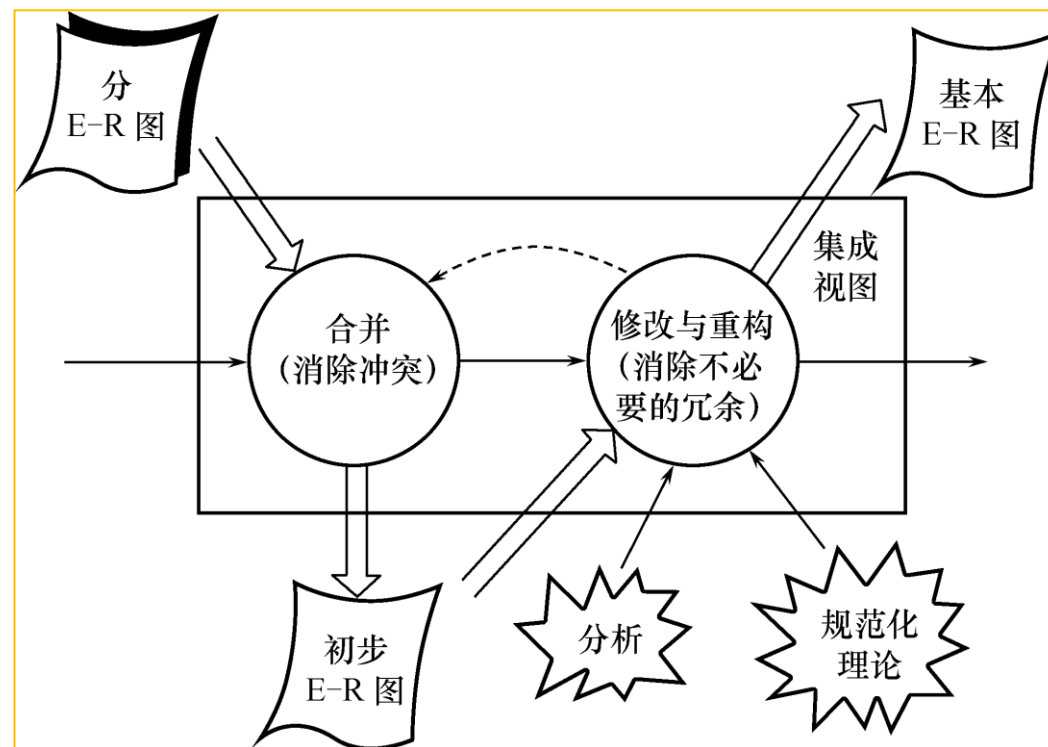 分
E-R 图
基本
E-R 图
集成
视图
合并
（消除冲突）
修改与重构
（消除不必
要的冗余）
初步
E-R 图
分析
规范化
理论